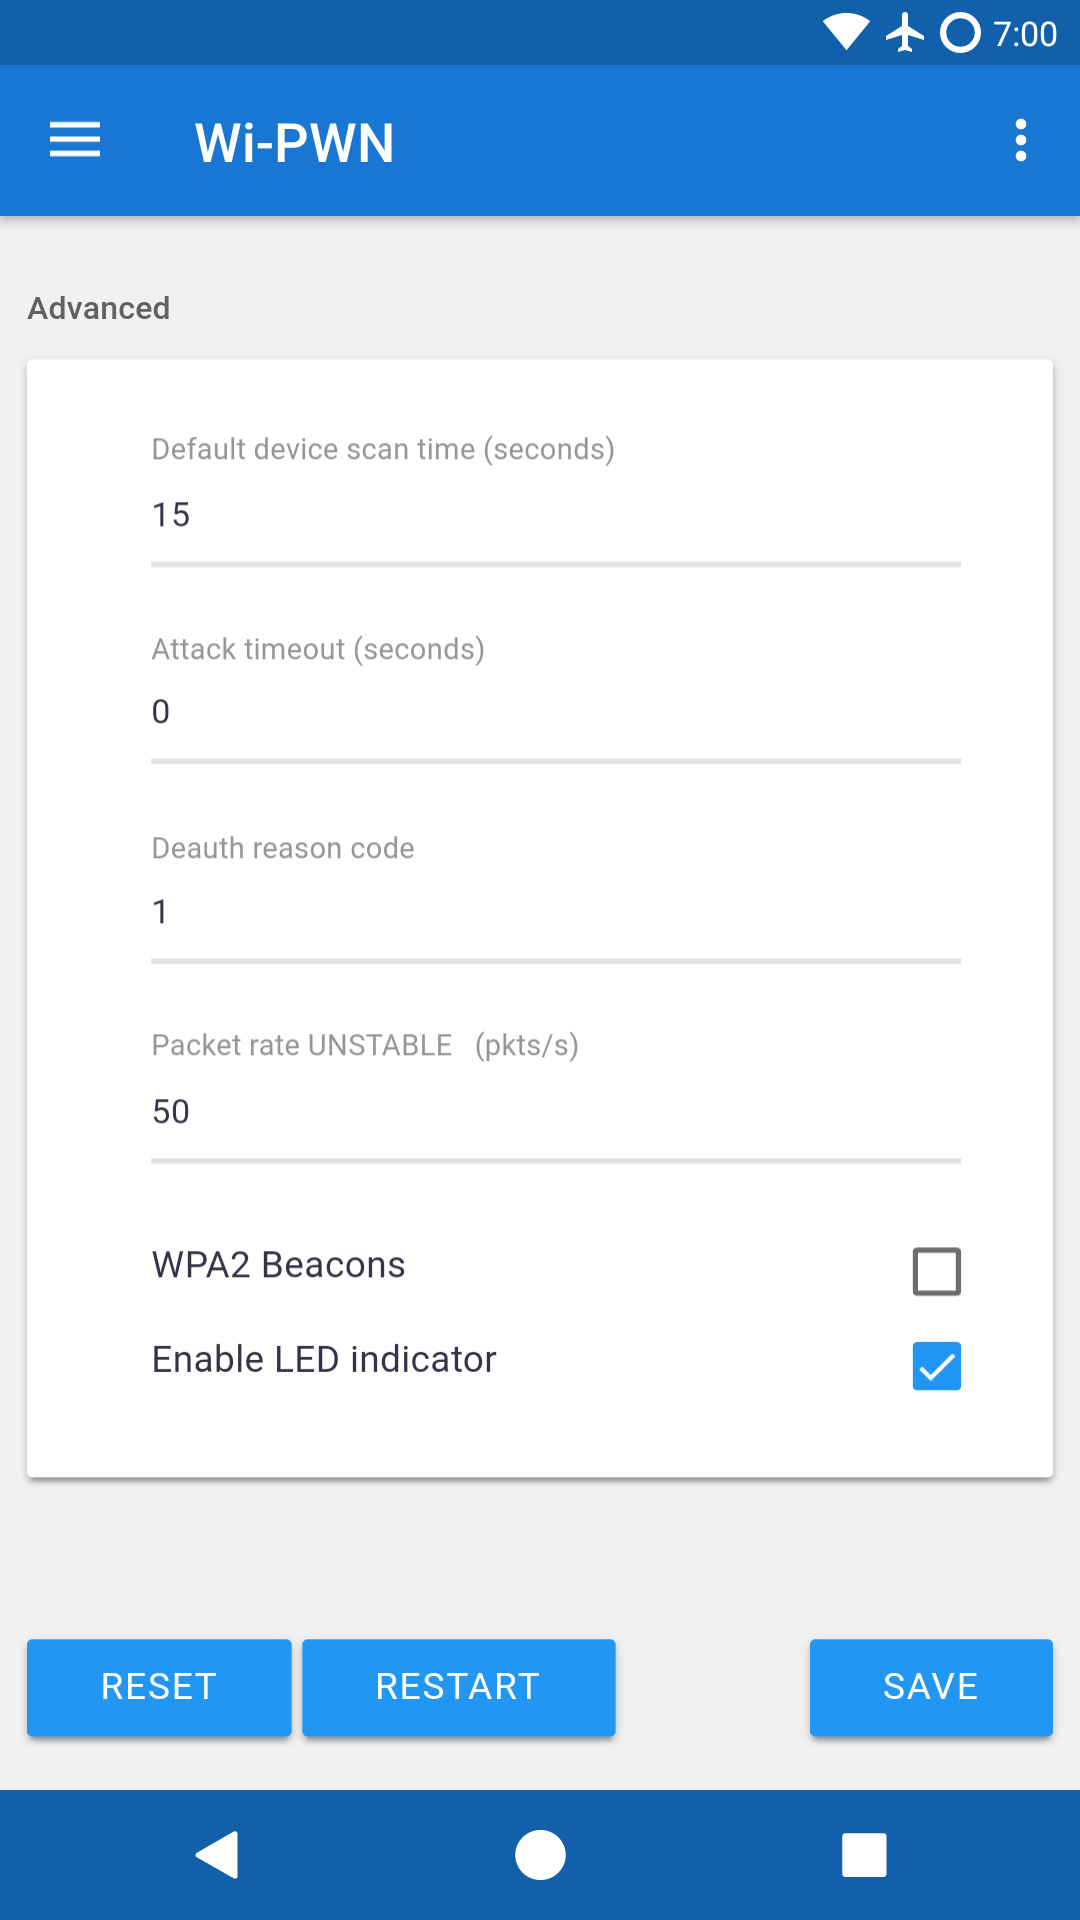 7:00
Wi-PWN
Advanced
Default device scan time (seconds)
15
Attack timeout (seconds)
0
Deauth reason code
1
Packet rate UNSTABLE (pkts/s)
50
WPA2 Beacons
Enable LED indicator
RESET RESTART SAVE